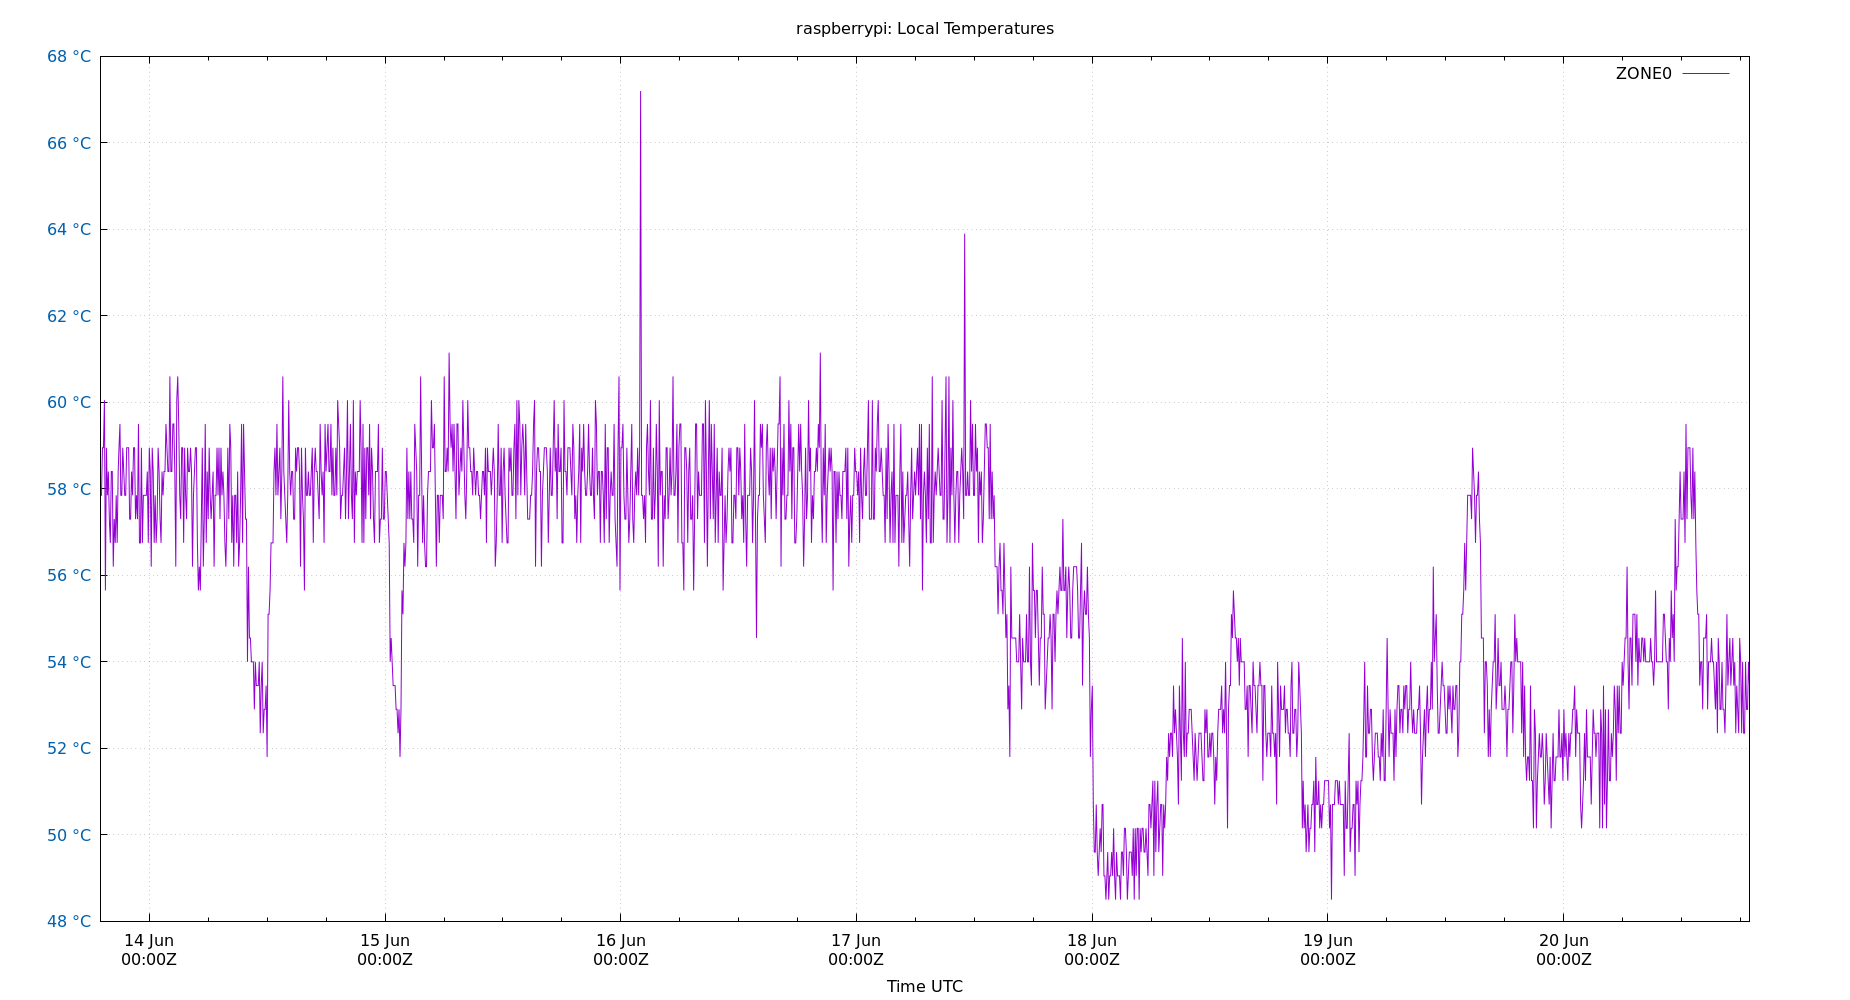 raspberrypi: Local Temperatures
68 °C
ZONE0
66 °C
64 °C
62 °C
60 °C
58 °C
56 °C
54 °C
52 °C
50 °C
48 °C
14 Jun 15 Jun 16 Jun 17 Jun 18 Jun 19 Jun 20 Jun
00:00Z 00:00Z 00:00Z 00:00Z 00:00Z 00:00Z 00:00Z
Time UTC